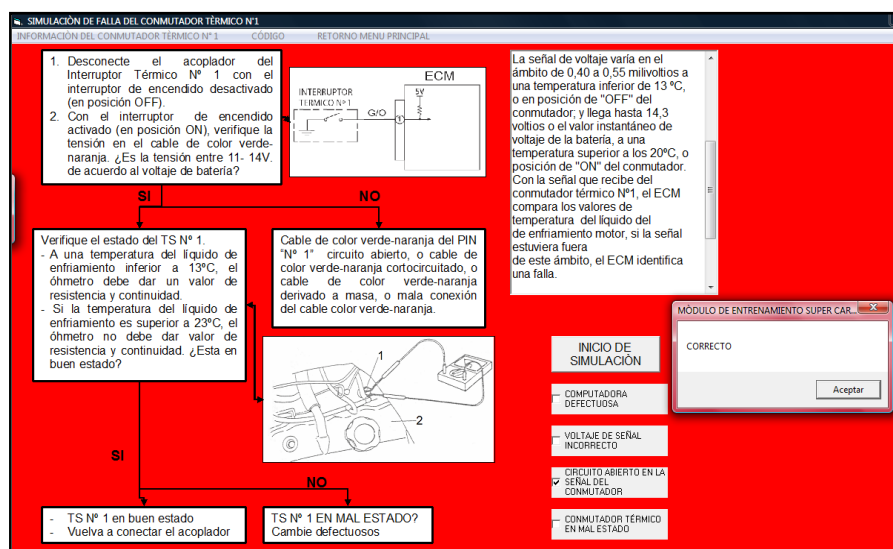 SIMULACIÒN DE FALLA DEL CONMUTADOR TÈRMICO N°1
INFORMACIÒN DEL CONMUTADOR TÈRMICO N° 1 CÓDIGO RETORNO MENU PRINCIPAL
1. Desconecte el acoplador del
Interruptor Térmico Nº 1 con el
interruptor de encendido desactivado
(en posición OFF).
2. Con el interruptor de encendido
activado (en posición ON), verifique la
tensión en el cable de color verde-
naranja. ¿Es la tensión entre 11- 14V.
de acuerdo al voltaje de batería?
ECM
INTERRUPTOR
TERMICO Nº 1
G/O
1
5V
La señal de voltaje varía en el
ámbito de 0,40 a 0,55 milivoltios a
una temperatura inferior de 13 ºC,
o en posición de "OFF" del
conmutador; y llega hasta 14,3
voltios o el valor instantáneo de
voltaje de la batería, a una
temperatura superior a los 20ºC, o
posición de "ON" del conmutador.
Con la señal que recibe del
conmutador térmico Nº1, el ECM
compara los valores de
temperatura del líquido del
de enfriamiento motor, si la señal
estuviera fuera
de este ámbito, el ECM identifica
una falla.
SI
NO
Verifique el estado del TS N° 1.
- A una temperatura del líquido de
enfriamiento inferior a 13ºC, el
óhmetro debe dar un valor de
resistencia y continuidad.
- Si la temperatura del líquido de
enfriamiento es superior a 23ºC, el
óhmetro no debe dar valor de
resistencia y continuidad. ¿Esta en
buen estado?
Cable de color verde-naranja del PIN
"Nº 1" circuito abierto, o cable de
color verde-naranja cortocircuitado, o
cable de color verde-naranja
derivado a masa, o mala conexión
del cable color verde-naranja.
1
2
MÒDULO DE ENTRENAMIENTO SUPER CAR...
CORRECTO
Aceptar
INICIO DE
SIMULACIÒN
COMPUTADORA
DEFECTUOSA
VOLTAJE DE SEÑAL
INCORRECTO
CIRCUITO ABIERTO EN LA
SEÑAL DEL
CONMUTADOR
CONMUTADOR TÉRMICO
EN MAL ESTADO
SI
NO
- TS Nº 1 en buen estado
- Vuelva a conectar el acoplador
TS Nº 1 EN MAL ESTADO?
Cambie defectuosos